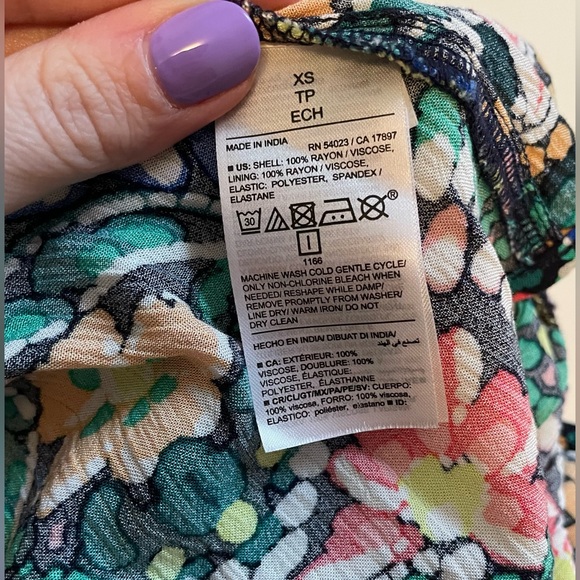 XS
TP
ECH
MADE IN INDIA RN 54023 / CA 17897
■ US: SHELL: 100% RAYON / VISCOSE,
LINING: 100% RAYON / VISCOSE,
ELASTIC: POLYESTER, SPANDEX /
ELASTANE
30 ®
I
1166
MACHINE WASH COLD GENTLE CYCLE/
ONLY NON-CHLORINE BLEACH WHEN
NEEDED/ RESHAPE WHILE DAMP/
REMOVE PROMPTLY FROM WASHER/
LINE DRY/ WARM IRON/ DO NOT
DRY CLEAN
HECHO EN INDIA/ DIBUAT DI INDIA/
صنع في الهند/
■ CA: EXTÉRIEUR: 100%
VISCOSE, DOUBLURE: 100%
VISCOSE, ÉLASTIQUE:
POLYESTER, ÉLASTHANNE
■ CR/CL/GT/MX/PA/PE/SV: CUERPO:
100% viscosa, FORRO: 100% viscosa,
ELÁSTICO: poliéster, elastano ■ ID: